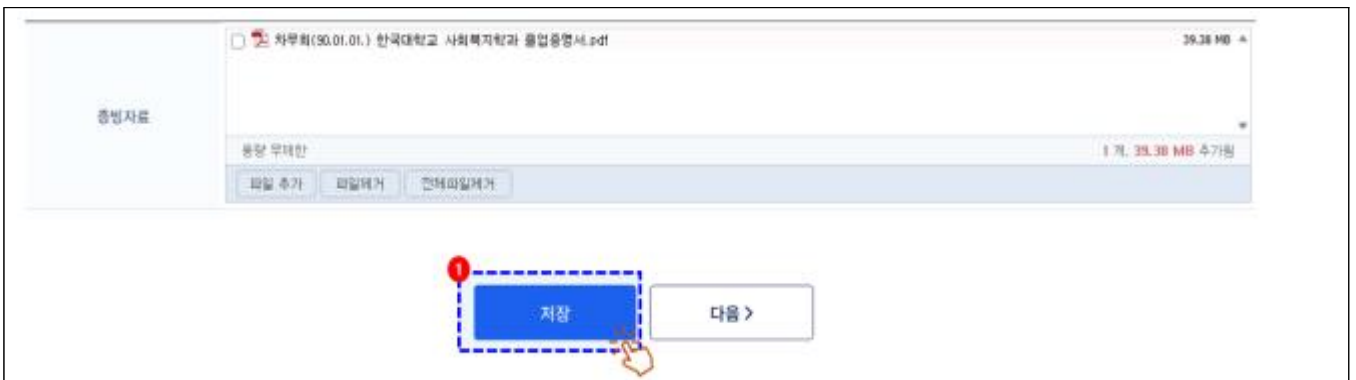 차무희(90.01.01.) 한국대학교 사회복지학과 졸업증명서.pdf 39.38 MB
증빙자료
용량 무제한 1 개, 39.38 MB 추가됨
파일 추가 파일제거 전체파일제거
1
저장 다음 >